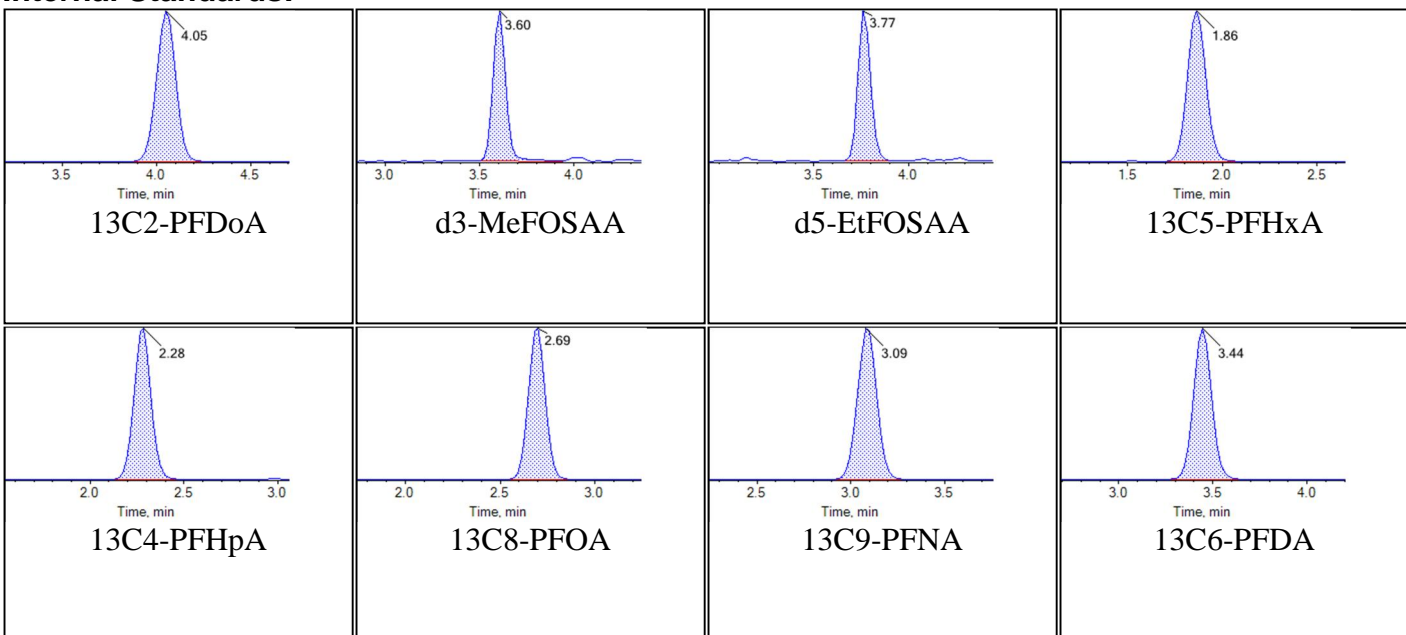 Internal Standards:
4.05
3.5 4.0 4.5
Time, min
13C2-PFDoA
3.60
3.0 3.5 4.0
Time, min
d3-MeFOSAA
3.77
3.5 4.0
Time, min
d5-EtFOSAA
1.86
1.5 2.0 2.5
Time, min
13C5-PFHxA
2.28
2.0 2.5 3.0
Time, min
13C4-PFHpA
2.69
2.0 2.5 3.0
Time, min
13C8-PFOA
3.09
2.5 3.0 3.5
Time, min
13C9-PFNA
3.44
3.0 3.5 4.0
Time, min
13C6-PFDA